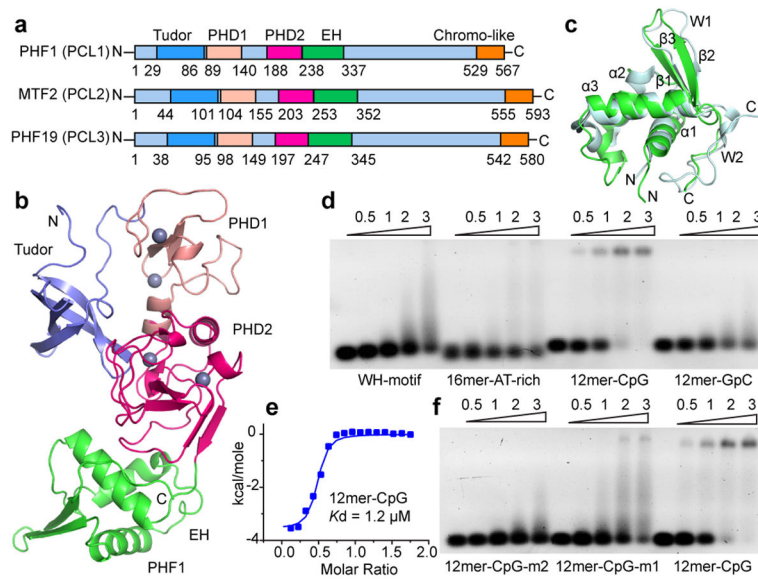 a
Tudor PHD1 PHD2 EH Chromo-like
PHF1 (PCL1) N C
1 29 86 89 140 188 238 337 529 567
MTF2 (PCL2) N C
1 44 101 104 155 203 253 352 555 593
PHF19 (PCL3) N C
1 38 95 98 149 197 247 345 542 580
b
N
Tudor
PHD1
PHD2
C
EH
PHF1
c
W1
β3
β2
α2
β1
α3
α1
C
W2
N
N
C
d
0.5 1 2 3 0.5 1 2 3 0.5 1 2 3 0.5 1 2 3
WH-motif 16mer-AT-rich 12mer-CpG 12mer-GpC
e
kcal/mole
0
-2
-4
12mer-CpG
Kd = 1.2 μM
0.0 0.5 1.0 1.5 2.0
Molar Ratio
f
0.5 1 2 3 0.5 1 2 3 0.5 1 2 3
12mer-CpG-m2 12mer-CpG-m1 12mer-CpG